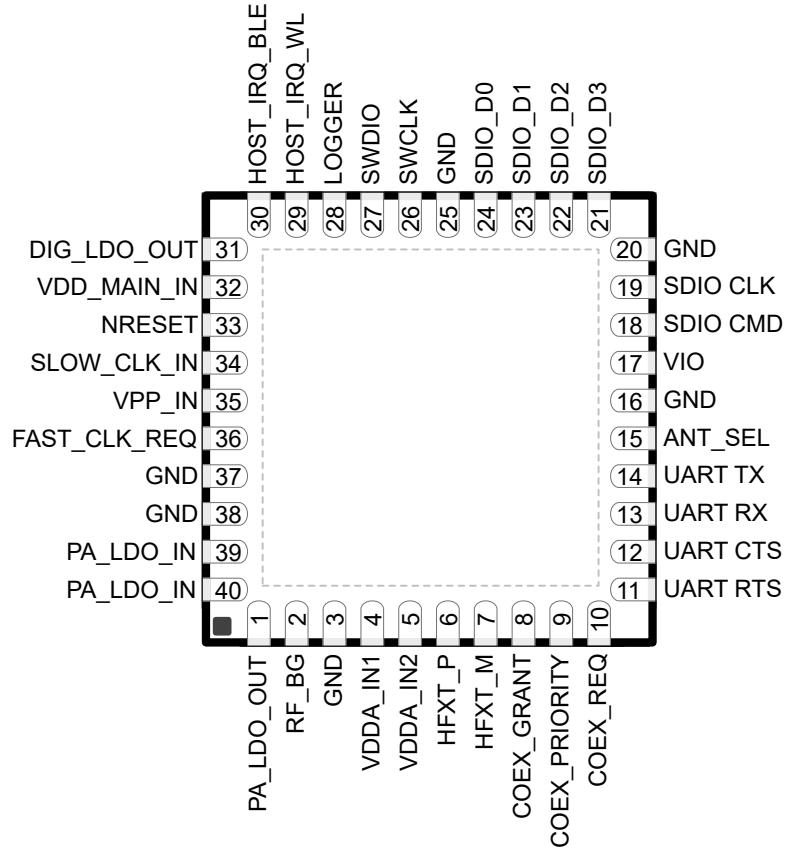 HOST_IRQ_BLE
HOST_IRQ_WL
LOGGER
SWDIO
SWCLK
GND
SDIO_D0
SDIO_D1
SDIO_D2
SDIO_D3
30
29
28
27
26
25
24
23
22
21
DIG_LDO_OUT 31
VDD_MAIN_IN 32
NRESET 33
SLOW_CLK_IN 34
VPP_IN 35
FAST_CLK_REQ 36
GND 37
GND 38
PA_LDO_IN 39
PA_LDO_IN 40
20 GND
19 SDIO CLK
18 SDIO CMD
17 VIO
16 GND
15 ANT_SEL
14 UART TX
13 UART RX
12 UART CTS
11 UART RTS
1
2
3
4
5
6
7
8
9
10
PA_LDO_OUT
RF_BG
GND
VDDA_IN1
VDDA_IN2
HFXT_P
HFXT_M
COEX_GRANT
COEX_PRIORITY
COEX_REQ